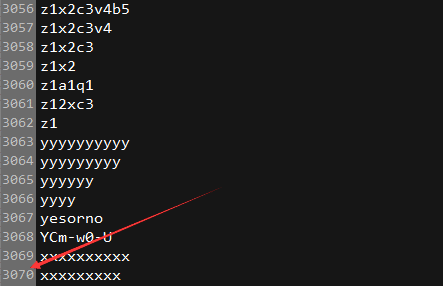 3056 z1x2c3v4b5
3057 z1x2c3v4
3058 z1x2c3
3059 z1x2
3060 z1a1q1
3061 z12xc3
3062 z1
3063 yyyyyyyyyy
3064 yyyyyyyyy
3065 yyyyyy
3066 yyyy
3067 yesorno
3068 YCm-w0-U
3069 xxxxxxxxxx
3070 xxxxxxxxx